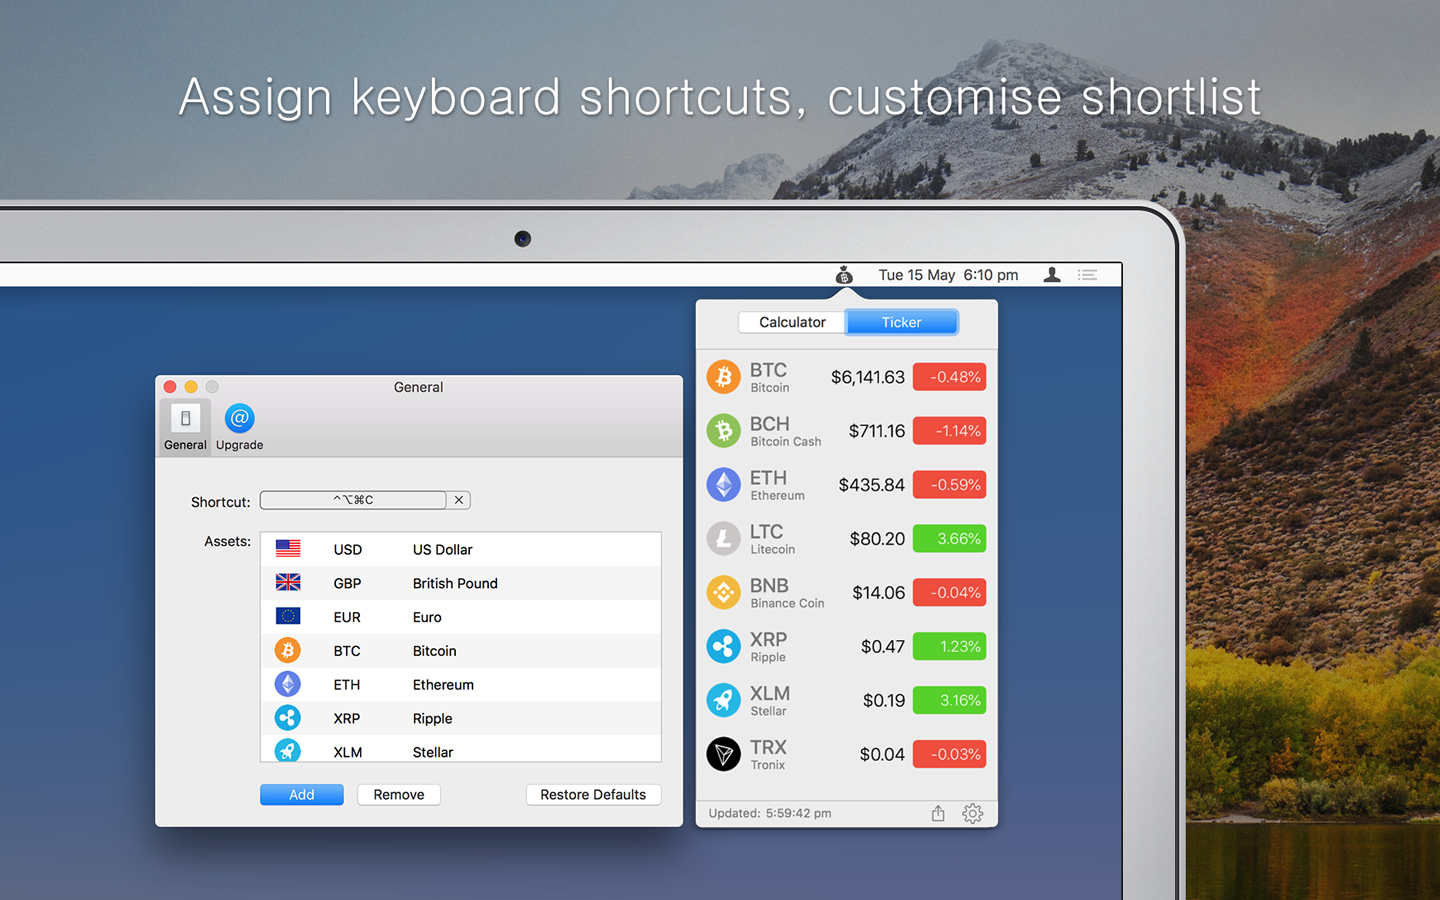 Assign keyboard shortcuts, customise shortlist
Tue 15 May 6:10 pm
Calculator
Ticker
BTC
Bitcoin
$6,141.63
-0.48%
BCH
Bitcoin Cash
$711.16
-1.14%
ETH
Ethereum
$435.84
-0.59%
LTC
Litecoin
$80.20
3.66%
BNB
Binance Coin
$14.06
-0.04%
XRP
Ripple
$0.47
1.23%
XLM
Stellar
$0.19
3.16%
TRX
Tronix
$0.04
-0.03%
Updated: 5:59:42 pm
General
General
Upgrade
Shortcut:
^⌥⌘C
Assets:
USD US Dollar
GBP British Pound
EUR Euro
BTC Bitcoin
ETH Ethereum
XRP Ripple
XLM Stellar
Add
Remove
Restore Defaults